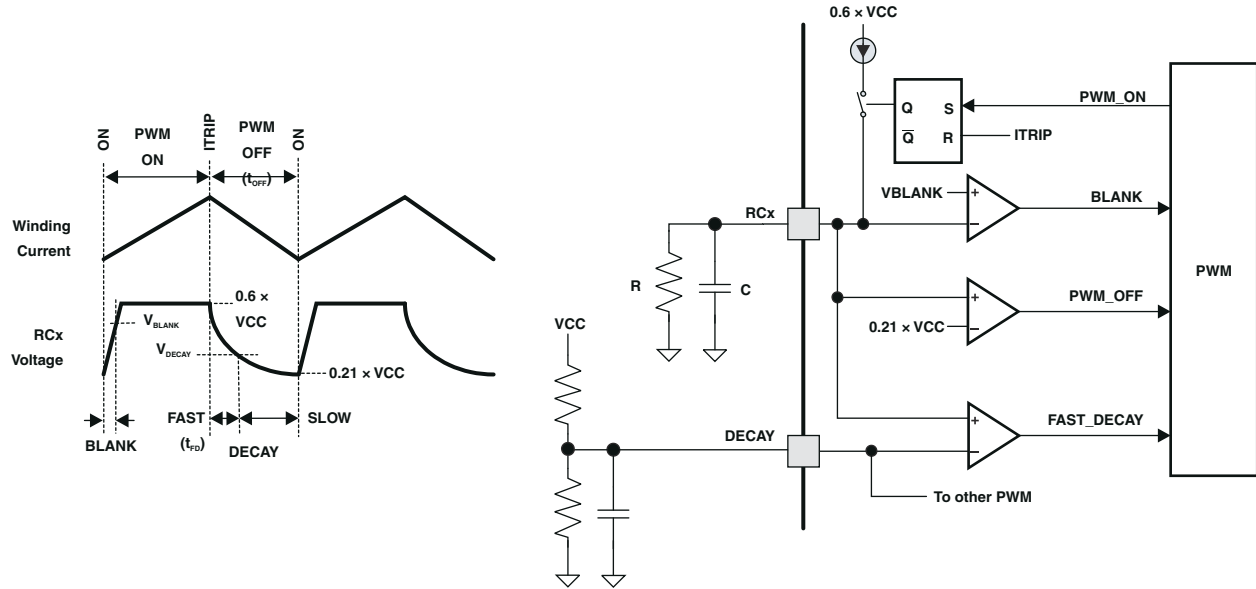 ON
PWM
ON
ITRIP
PWM
OFF
(tOFF)
ON
Winding
Current
RCx
Voltage
0.6 ×
VCC
VBLANK
VDECAY
0.21 × VCC
BLANK
FAST
(tFD)
DECAY
SLOW
0.6 × VCC
Q
S
Q
R
PWM_ON
ITRIP
VBLANK
+
–
BLANK
RCx
R
C
+
–
0.21 × VCC
PWM_OFF
PWM
VCC
DECAY
+
–
FAST_DECAY
To other PWM